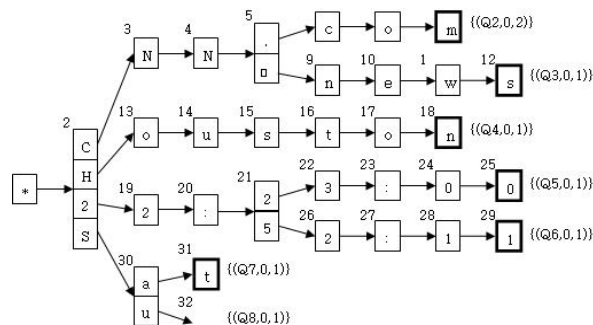 5 c o m {(Q2,0,2)}
3 N 4 N .
9 n 10 e 1 w 12 s {(Q3,0,1)}
2 C
13 o 14 u 15 s 16 t 17 o 18 n {(Q4,0,1)}
H
* 2
19 2 20 : 21 2
22 3 23 : 24 0 25 0 {(Q5,0,1)}
5
26 2 27 : 28 1 29 1 {(Q6,0,1)}
S
30 a 31 t {(Q7,0,1)}
u 32 {(Q8,0,1)}